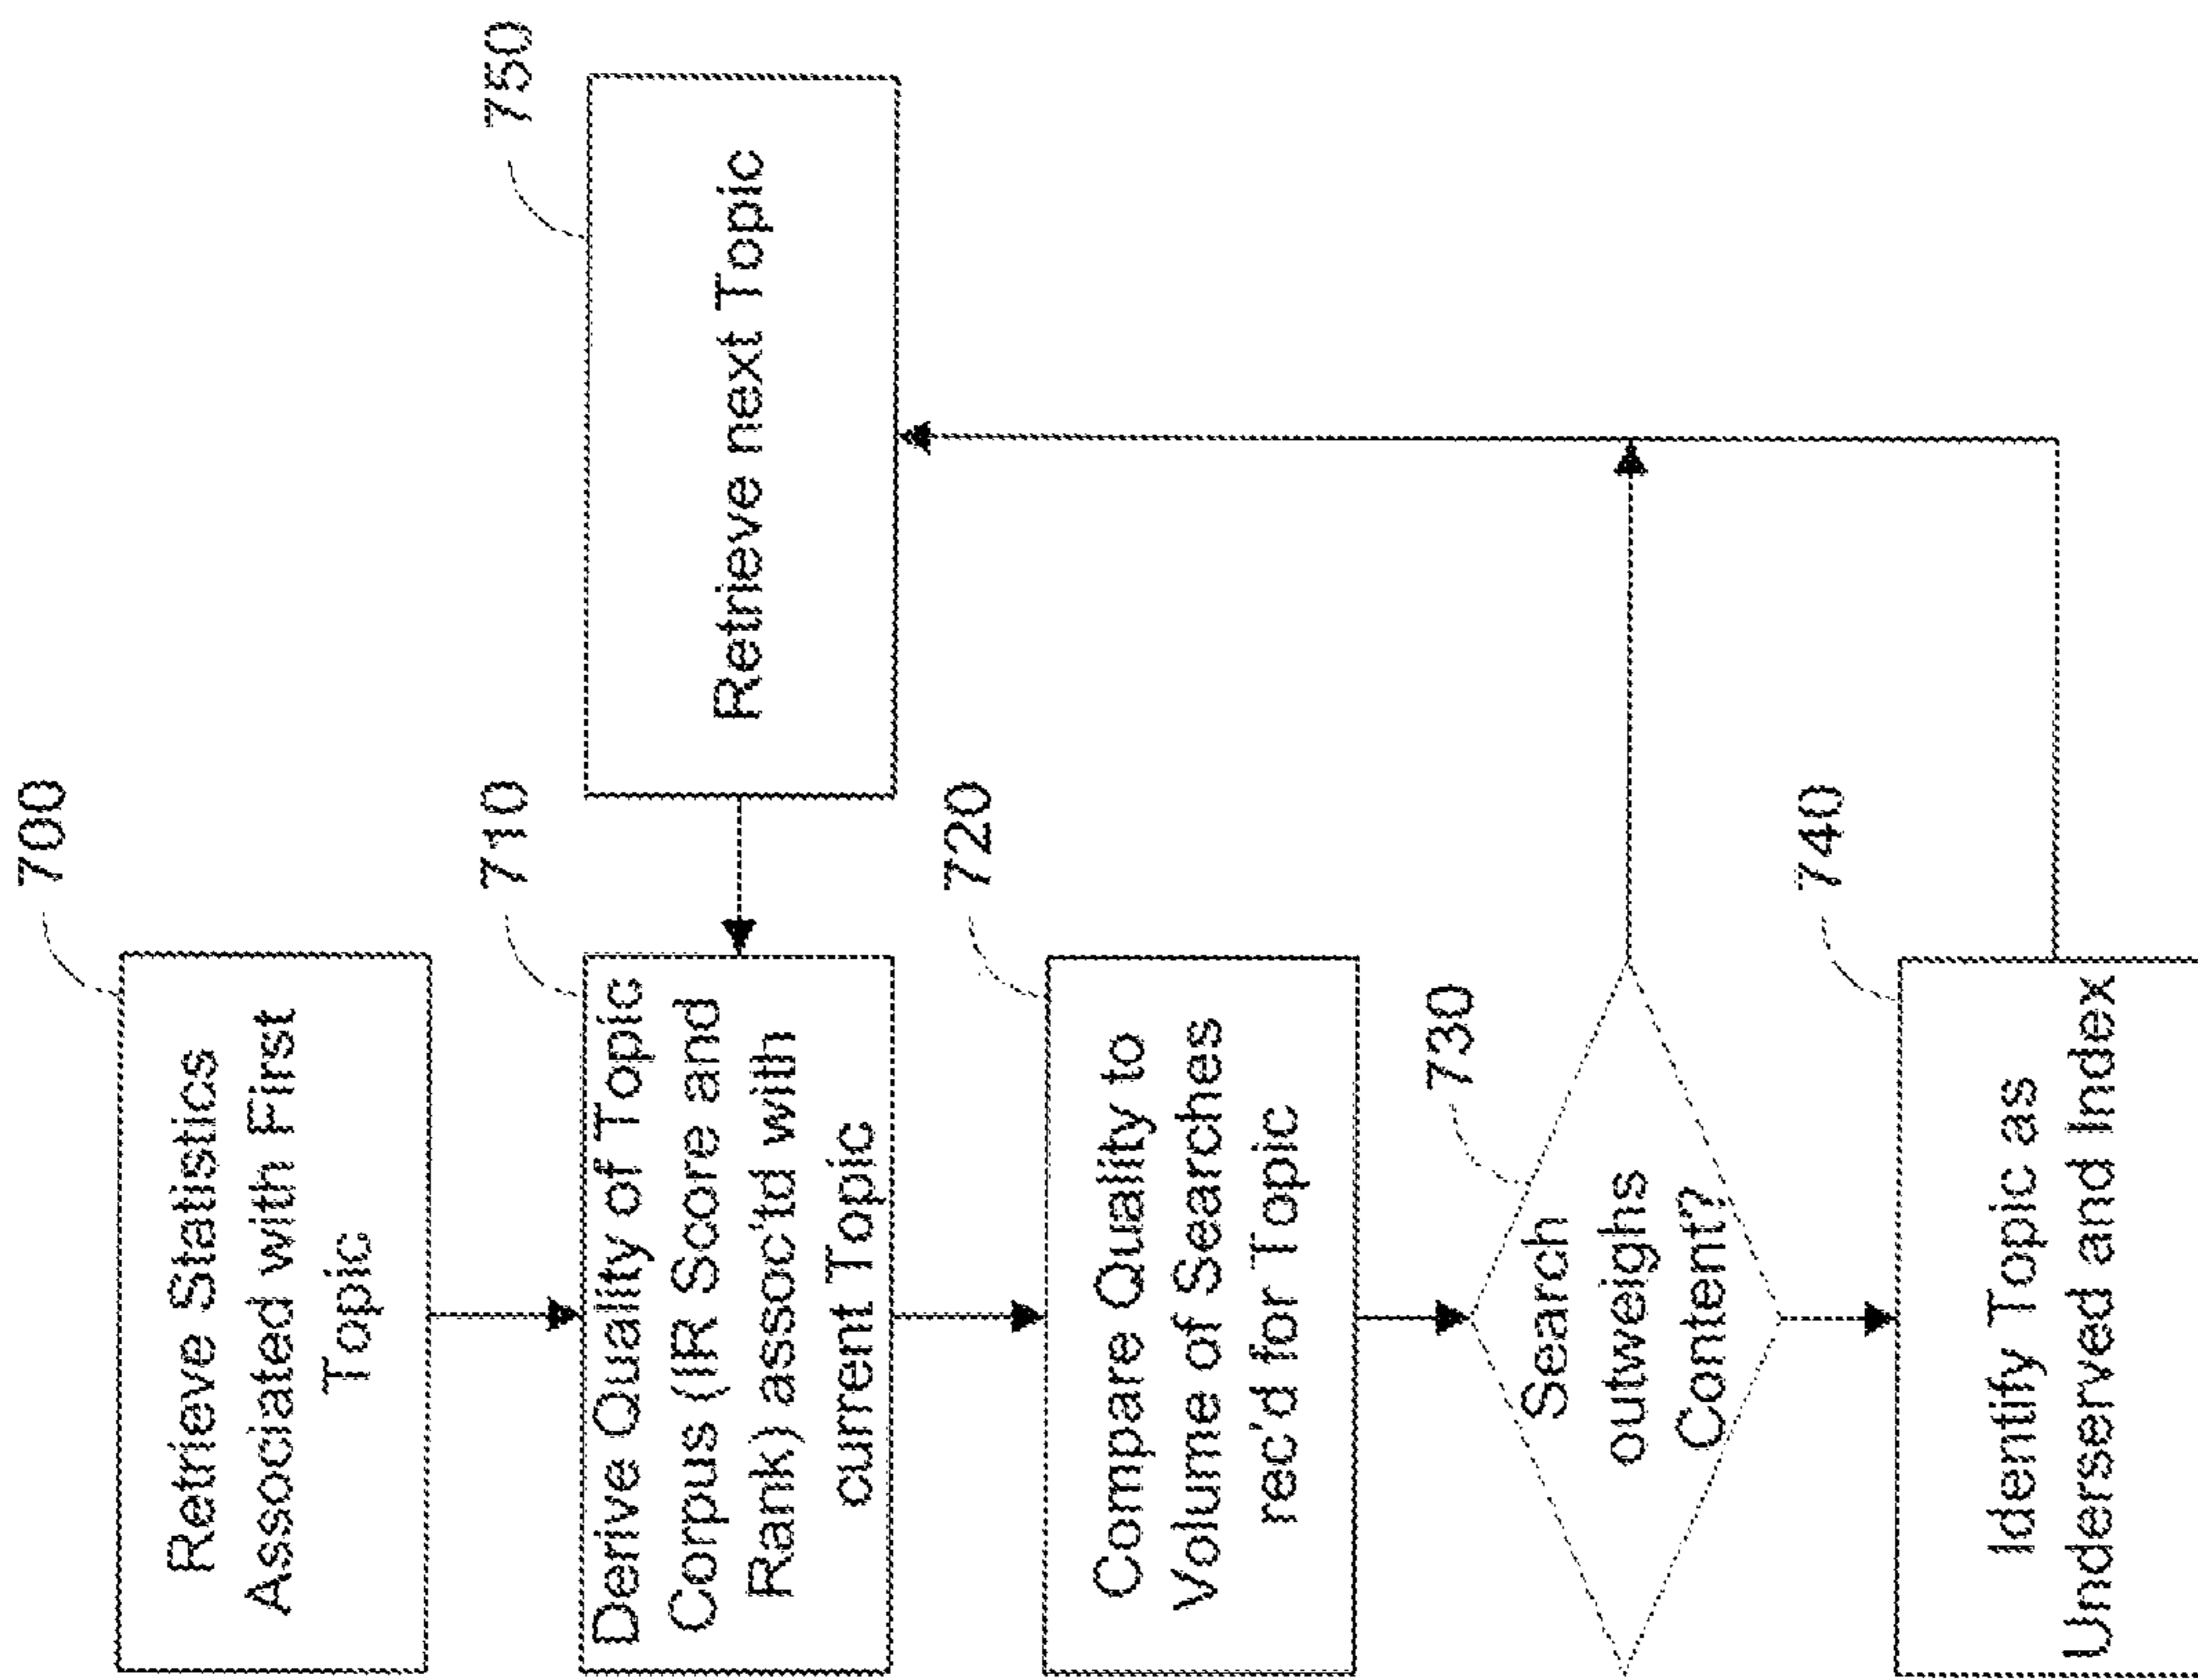 700
Retrieve Statistics
Associated with First
Topic
710
Derive Quality of Topic
Corpus (IR Score and
Rank) assoc'td with
current Topic
750
Retrieve next Topic
720
Compare Quality to
Volume of Searches
rec'd for Topic
730
Search
outweighs
Content?
740
Identify Topic as
Underserved and Index